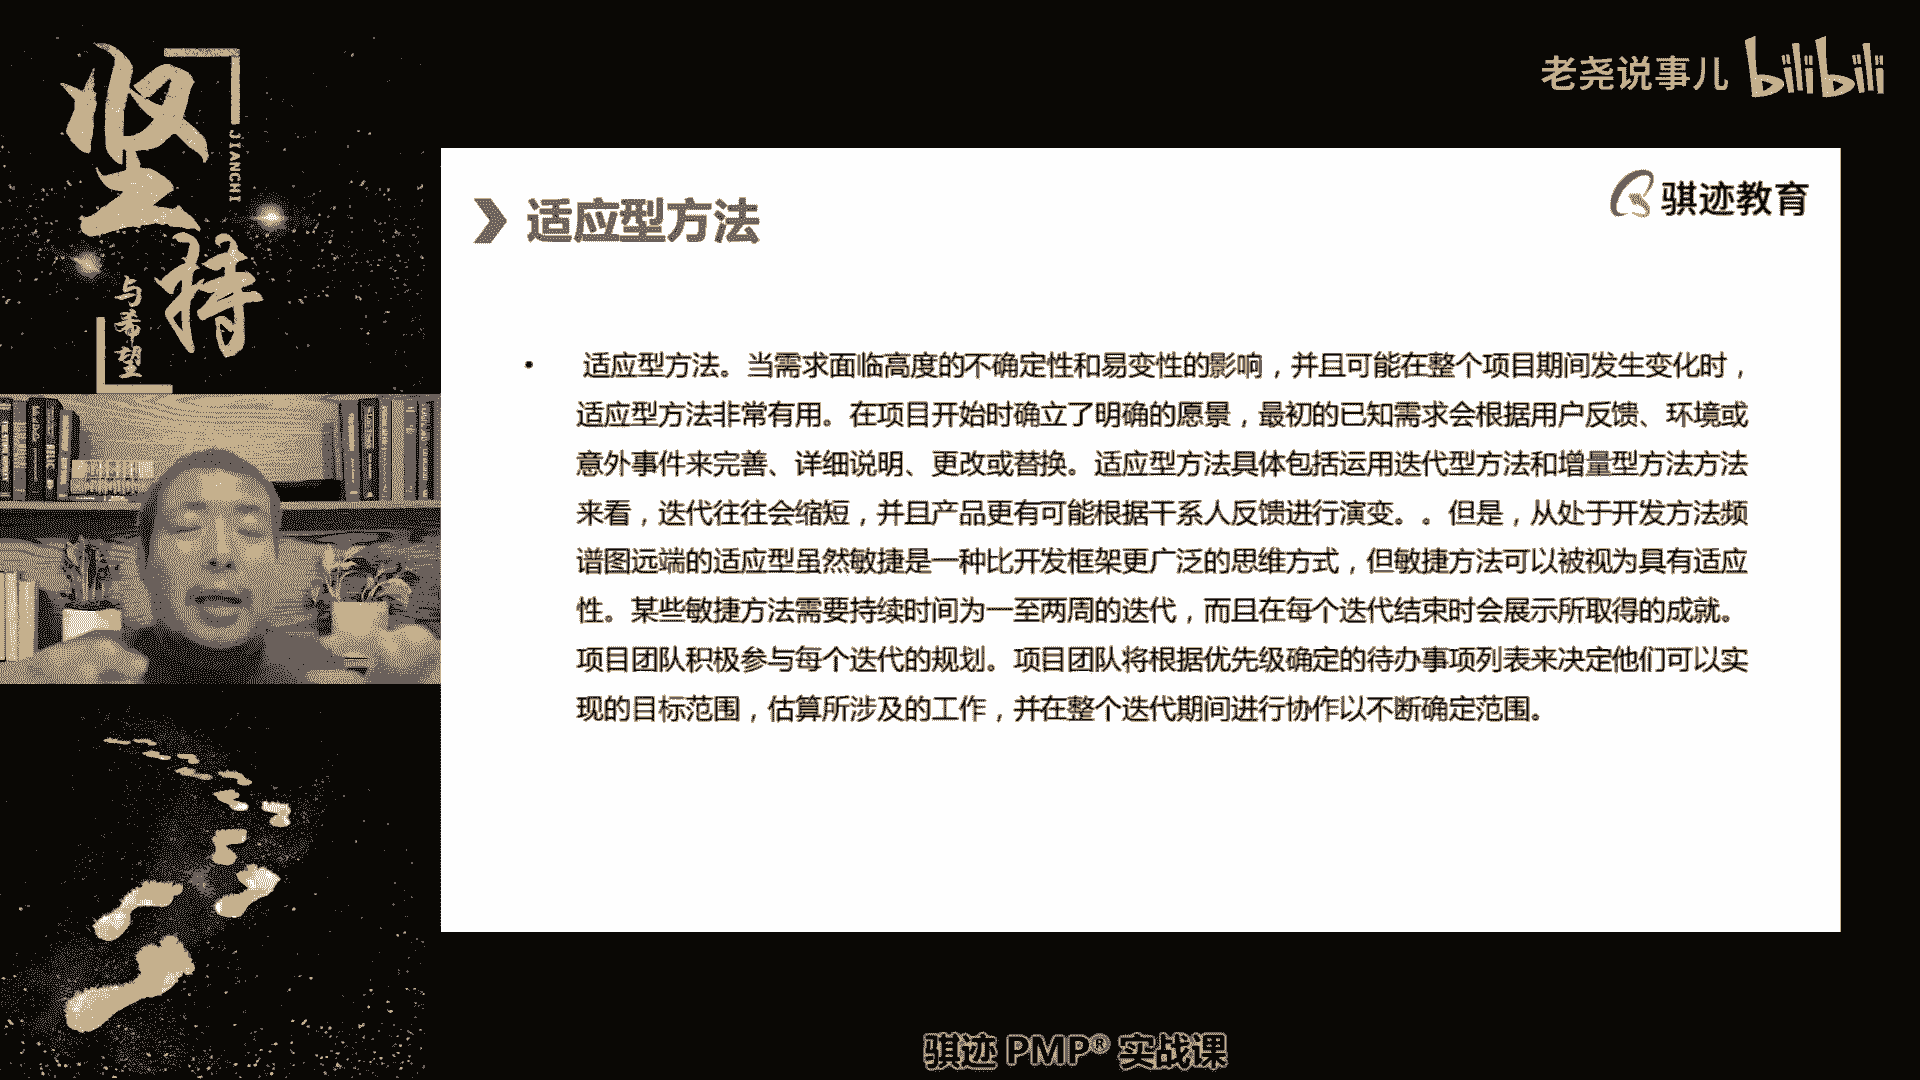 坚持
JIANCHI
与希望
老尧说事儿 bilibili
骐迹教育
适应型方法
• 适应型方法。当需求面临高度的不确定性和易变性的影响，并且可能在整个项目期间发生变化时，
适应型方法非常有用。在项目开始时确立了明确的愿景，最初的已知需求会根据用户反馈、环境或
意外事件来完善、详细说明、更改或替换。适应型方法具体包括运用迭代型方法和增量型方法方法
来看，迭代往往会缩短，并且产品更有可能根据干系人反馈进行演变。。但是，从处于开发方法频
谱图远端的适应型虽然敏捷是一种比开发框架更广泛的思维方式，但敏捷方法可以被视为具有适应
性。某些敏捷方法需要持续时间为一至两周的迭代，而且在每个迭代结束时会展示所取得的成就。
项目团队积极参与每个迭代的规划。项目团队将根据优先级确定的待办事项列表来决定他们可以实
现的目标范围，估算所涉及的工作，并在整个迭代期间进行协作以不断确定范围。
骐迹 PMP® 实战课